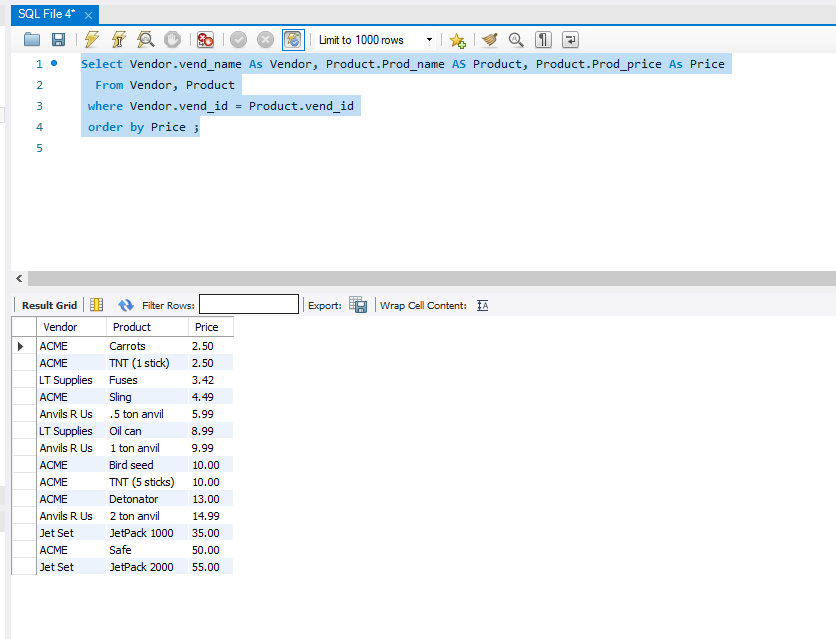 SQL File 4*
Limit to 1000 rows
1 Select Vendor.vend_name As Vendor, Product.Prod_name AS Product, Product.Prod_price As Price
2 From Vendor, Product
3 where Vendor.vend_id = Product.vend_id
4 order by Price ;
5
Result Grid Filter Rows: Export: Wrap Cell Content:
Vendor Product Price
ACME Carrots 2.50
ACME TNT (1 stick) 2.50
LT Supplies Fuses 3.42
ACME Sling 4.49
Anvils R Us .5 ton anvil 5.99
LT Supplies Oil can 8.99
Anvils R Us 1 ton anvil 9.99
ACME Bird seed 10.00
ACME TNT (5 sticks) 10.00
ACME Detonator 13.00
Anvils R Us 2 ton anvil 14.99
Jet Set JetPack 1000 35.00
ACME Safe 50.00
Jet Set JetPack 2000 55.00